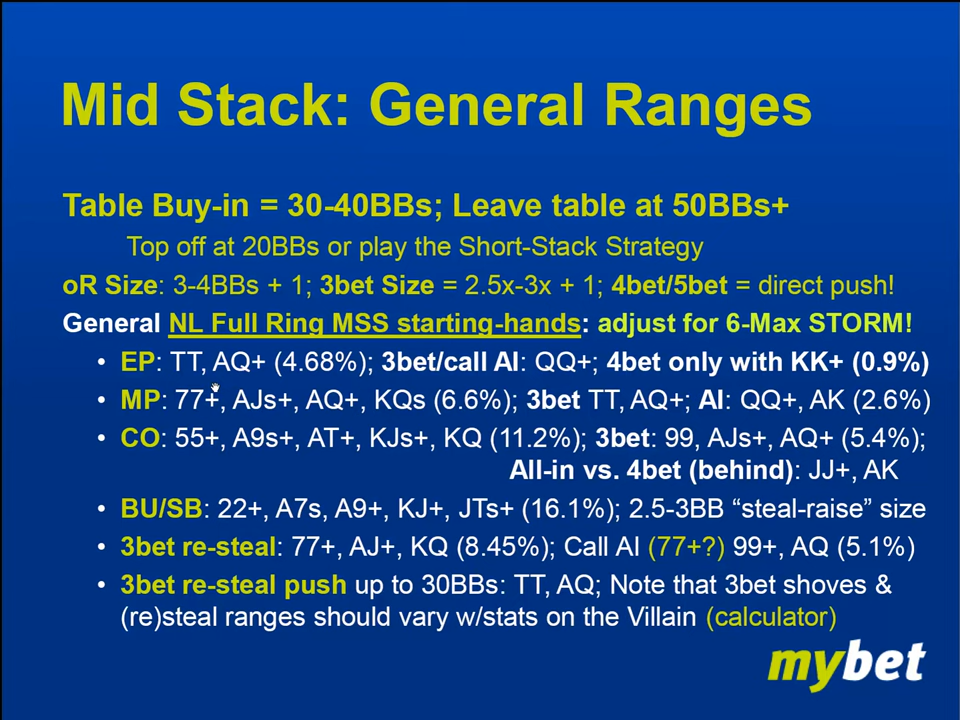 Mid Stack: General Ranges
Table Buy-in = 30-40BBs; Leave table at 50BBs+
Top off at 20BBs or play the Short-Stack Strategy
oR Size: 3-4BBs + 1; 3bet Size = 2.5x-3x + 1; 4bet/5bet = direct push!
General NL Full Ring MSS starting-hands: adjust for 6-Max STORM!
• EP: TT, AQ+ (4.68%); 3bet/call AI: QQ+; 4bet only with KK+ (0.9%)
• MP: 77+, AJs+, AQ+, KQs (6.6%); 3bet TT, AQ+; AI: QQ+, AK (2.6%)
• CO: 55+, A9s+, AT+, KJs+, KQ (11.2%); 3bet: 99, AJs+, AQ+ (5.4%);
All-in vs. 4bet (behind): JJ+, AK
• BU/SB: 22+, A7s, A9+, KJ+, JTs+ (16.1%); 2.5-3BB “steal-raise” size
• 3bet re-steal: 77+, AJ+, KQ (8.45%); Call AI (77+?) 99+, AQ (5.1%)
• 3bet re-steal push up to 30BBs: TT, AQ; Note that 3bet shoves &
(re)steal ranges should vary w/stats on the Villain (calculator)
mybet